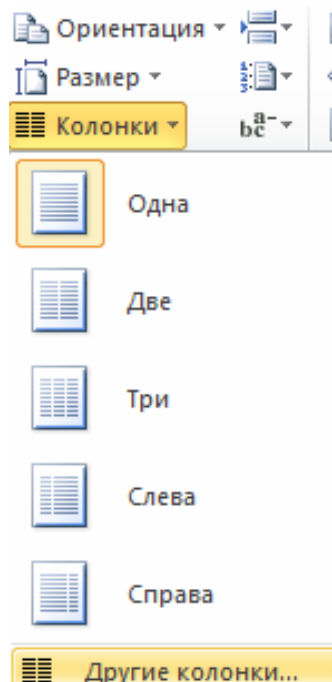 Ориентация
Размер
Колонки
Одна
Две
Три
Слева
Справа
Другие колонки...